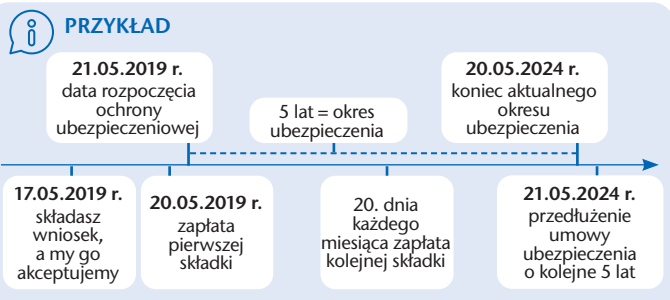 PRZYKŁAD
21.05.2019 r.
data rozpoczęcia
ochrony
ubezpieczeniowej
5 lat = okres
ubezpieczenia
20.05.2024 r.
koniec aktualnego
okresu
ubezpieczenia
17.05.2019 r.
składasz
wniosek,
a my go
akceptujemy
20.05.2019 r.
zapłata
pierwszej
składki
20. dnia
każdego
miesiąca zapłata
kolejnej składki
21.05.2024 r.
przedłużenie
umowy
ubezpieczenia
o kolejne 5 lat